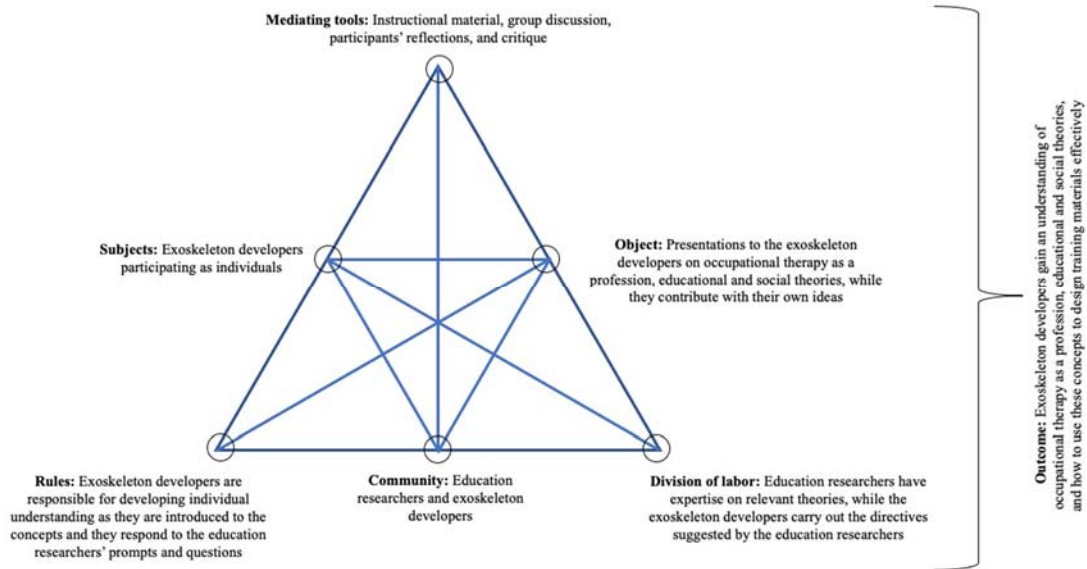 Mediating tools: Instructional material, group discussion,
participants' reflections, and critique
Subjects: Exoskeleton developers
participating as individuals
Object: Presentations to the exoskeleton
developers on occupational therapy as a
profession, educational and social theories, while
they contribute with their own ideas
Rules: Exoskeleton developers are
responsible for developing individual
understanding as they are introduced to the
concepts and they respond to the education
researchers' prompts and questions
Community: Education
researchers and exoskeleton
developers
Division of labor: Education researchers have
expertise on relevant theories, while the
exoskeleton developers carry out the directives
suggested by the education researchers
Outcome: Exoskeleton developers gain an understanding of
occupational therapy as a profession, educational and social theories,
and how to use these concepts to design training materials effectively